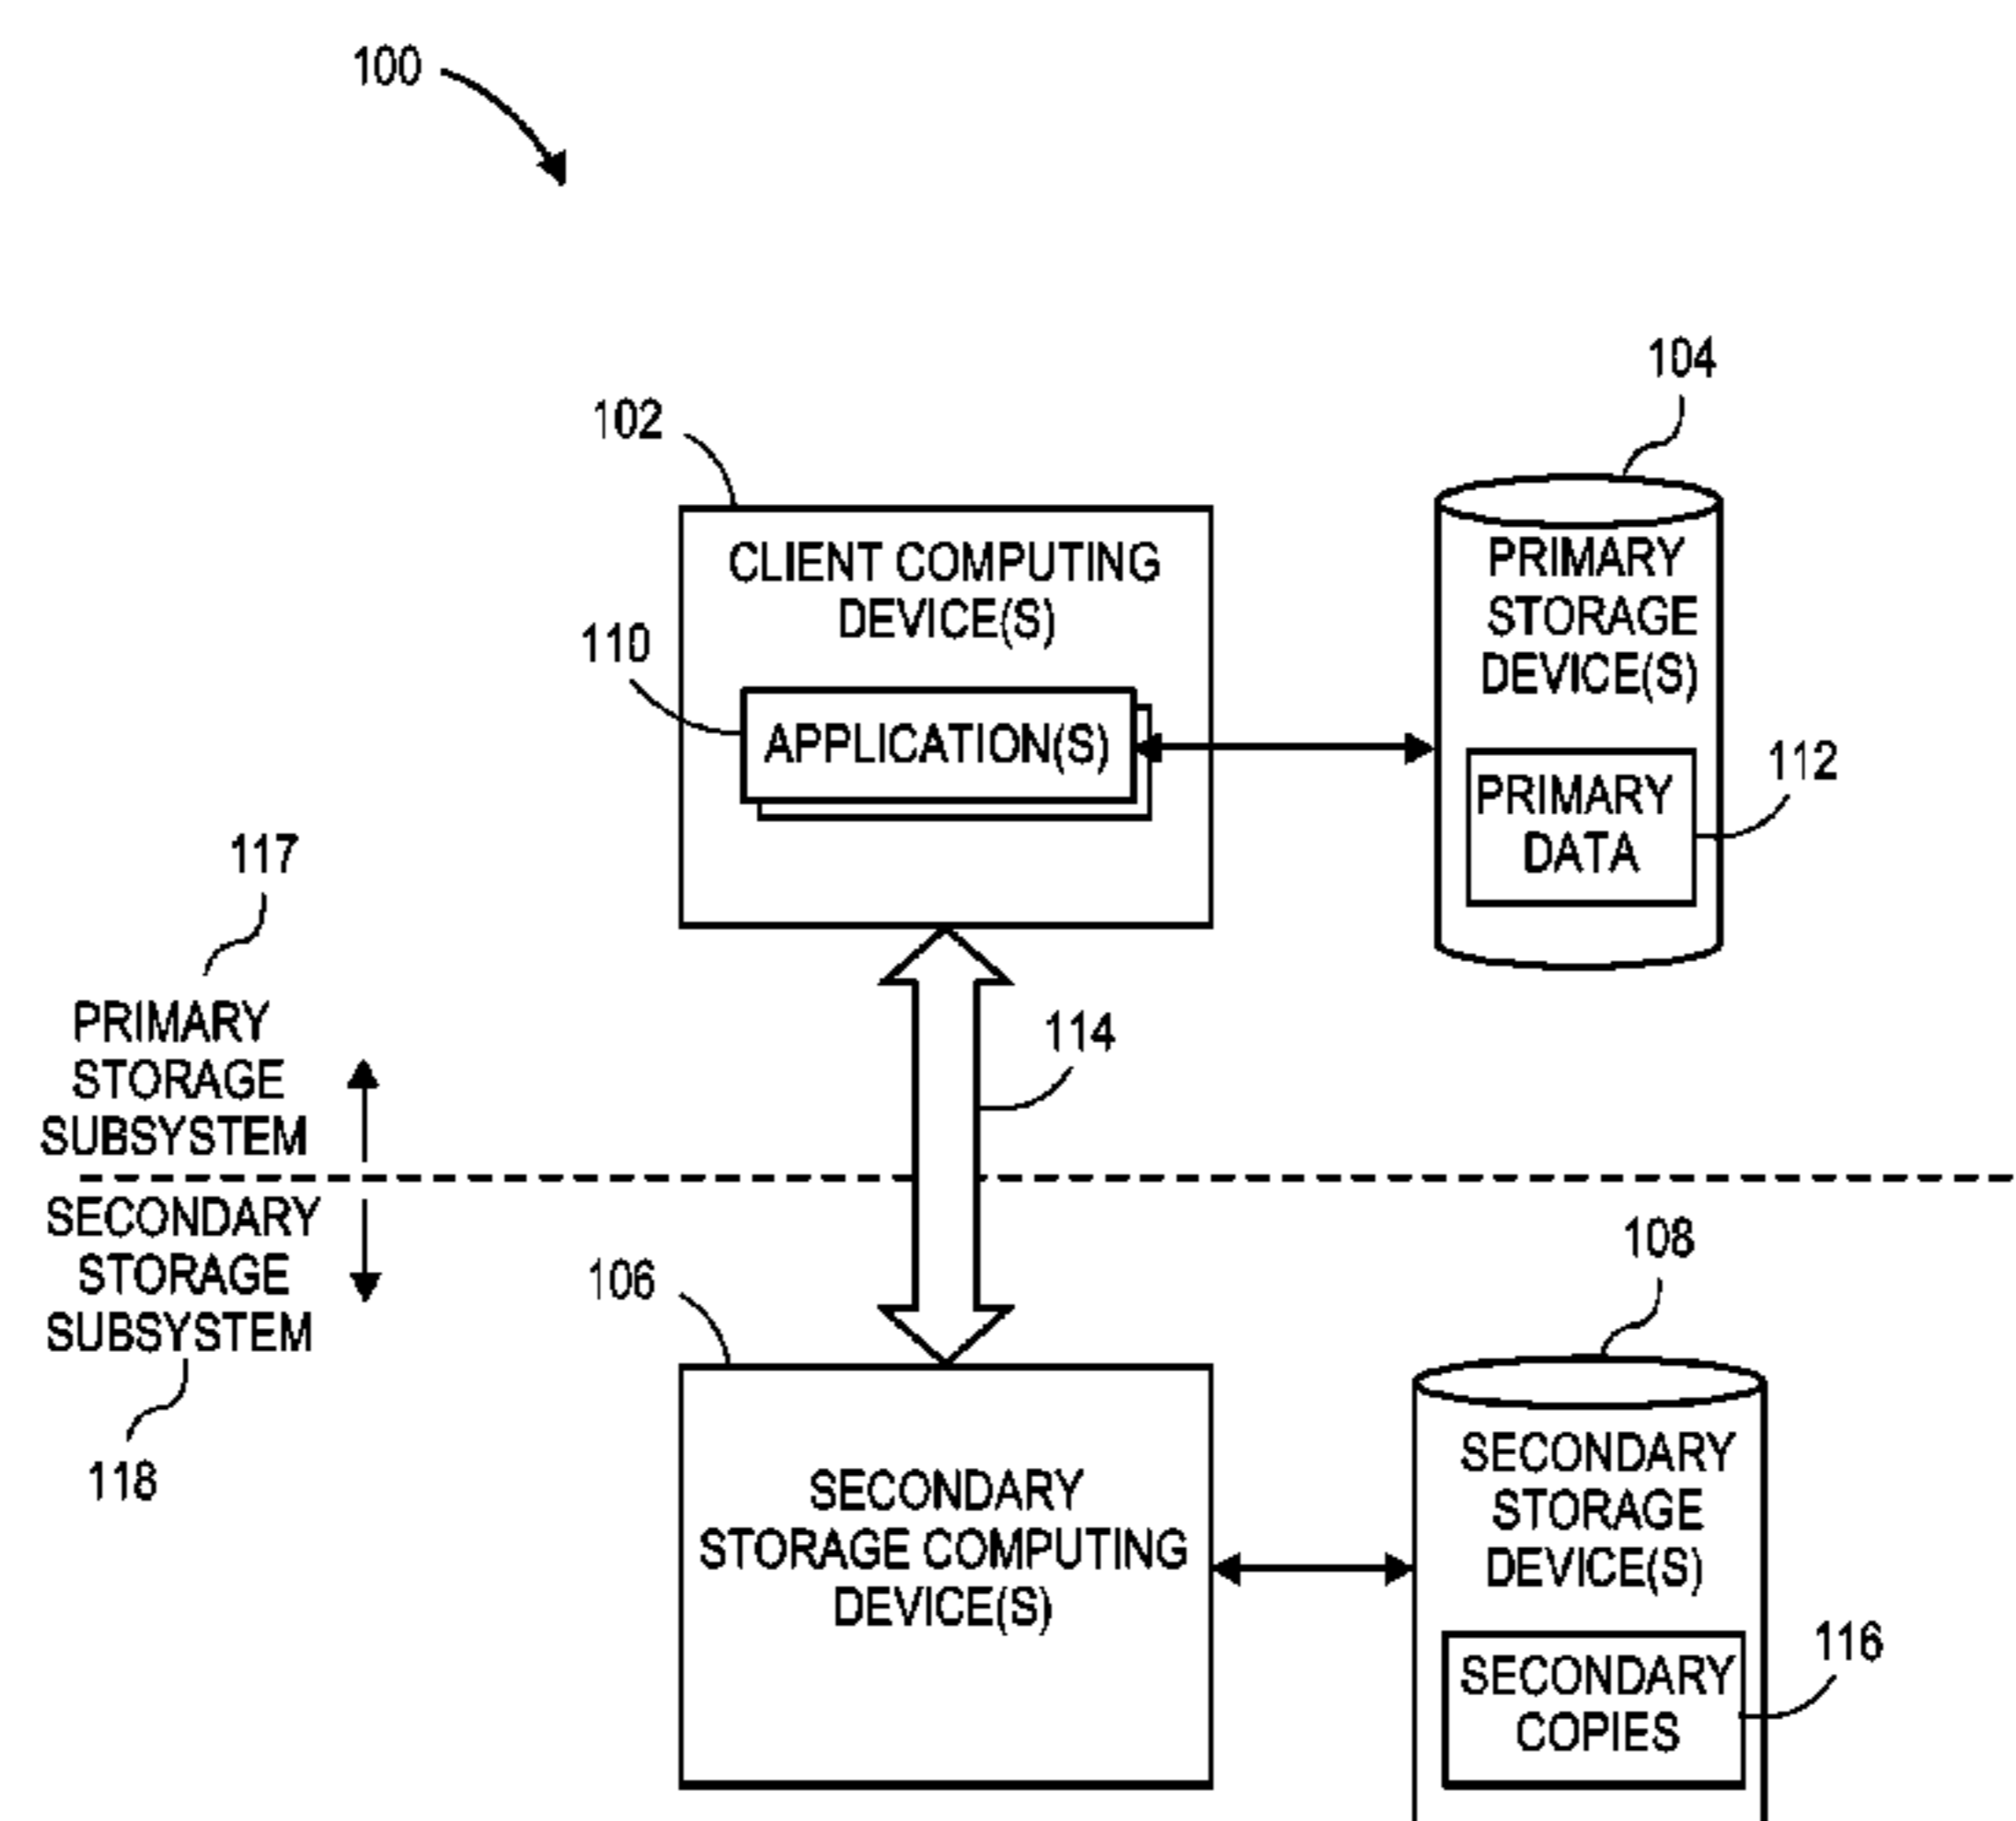 100
104
102
CLIENT COMPUTING
DEVICE(S)
PRIMARY
STORAGE
DEVICE(S)
110
APPLICATION(S)
112
PRIMARY
DATA
117
PRIMARY
STORAGE
SUBSYSTEM
114
SECONDARY
STORAGE
SUBSYSTEM
118
106
108
SECONDARY
STORAGE COMPUTING
DEVICE(S)
SECONDARY
STORAGE
DEVICE(S)
116
SECONDARY
COPIES